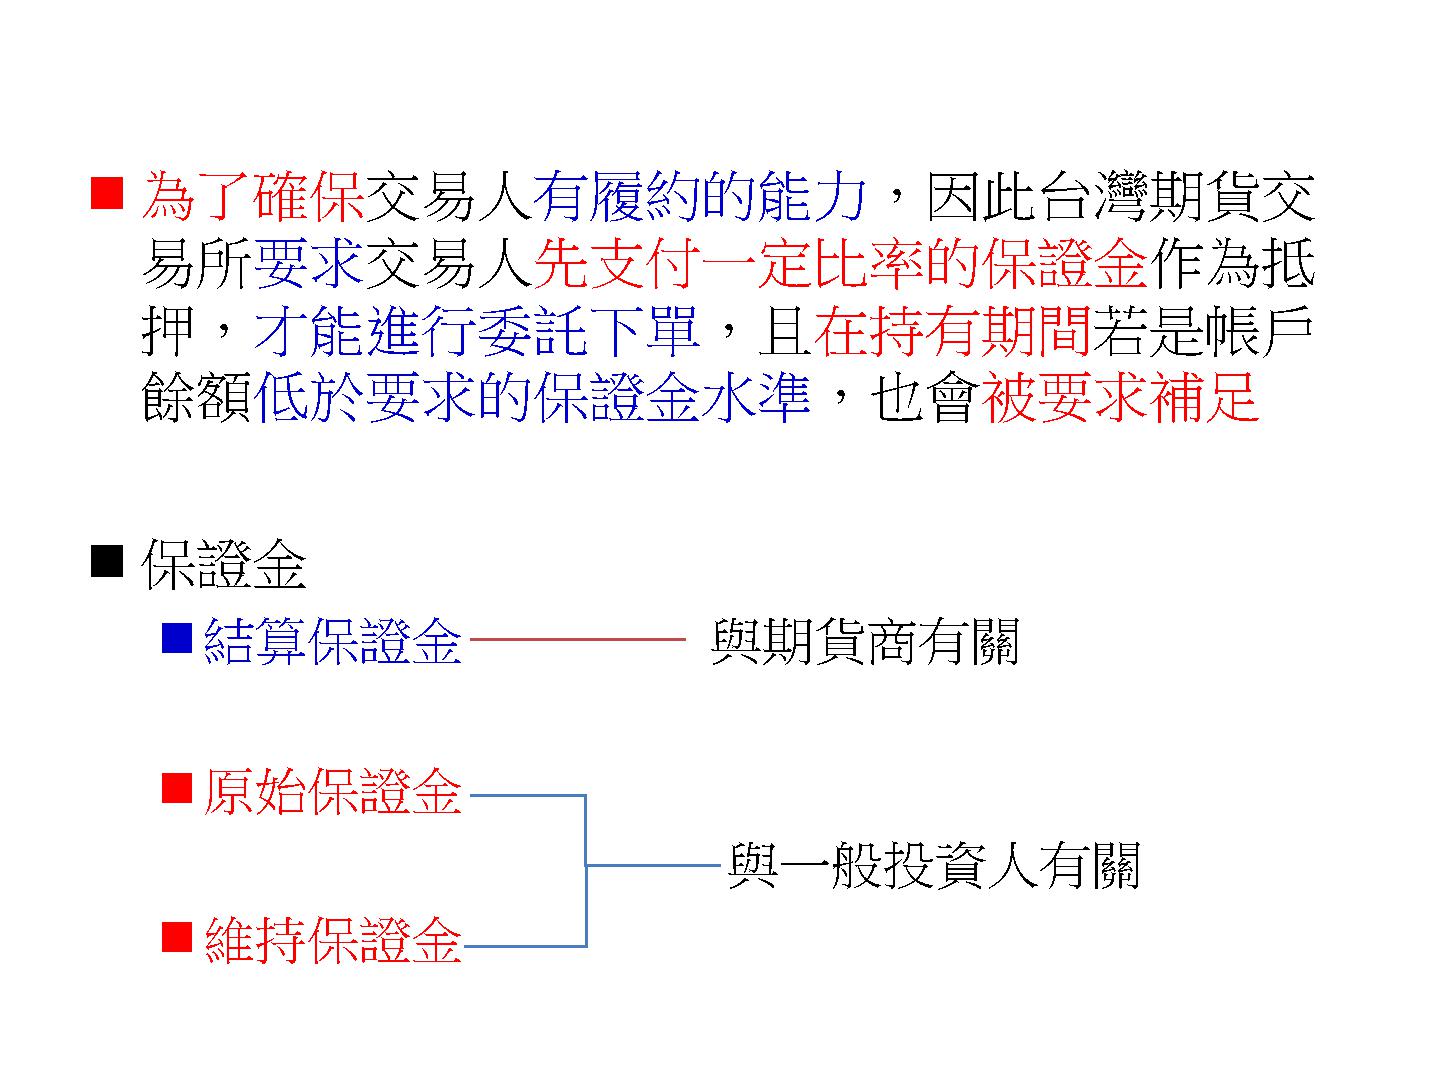 為了確保交易人有履約的能力，因此台灣期貨交
易所要求交易人先支付一定比率的保證金作為抵
押，才能進行委託下單，且在持有期間若是帳戶
餘額低於要求的保證金水準，也會被要求補足
保證金
結算保證金 與期貨商有關
原始保證金
與一般投資人有關
維持保證金